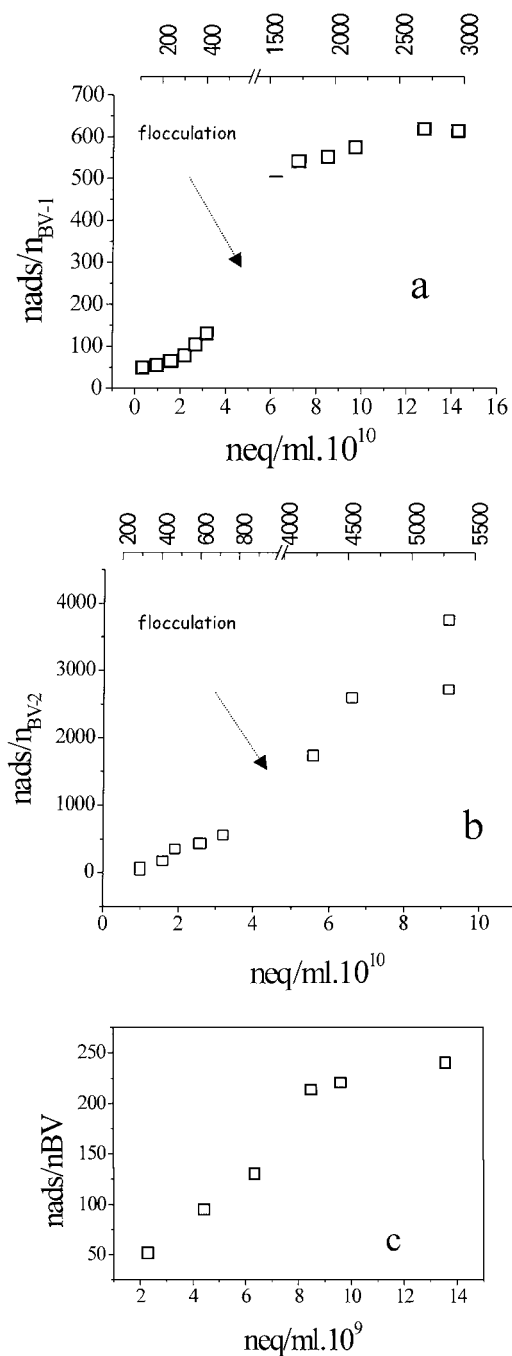 200 400 1500 2000 2500 3000
700
600
500
400
300
200
100
0
flocculation
a
nads/n_BV-1
0 2 4 6 8 10 12 14 16
neq/ml.10^10
200 400 600 800 4000 4500 5000 5500
4000
3000
2000
1000
0
flocculation
b
nads/n_BV-2
0 2 4 6 8 10
neq/ml.10^10
250
200
150
100
50
c
nads/nBV
2 4 6 8 10 12 14
neq/ml.10^9